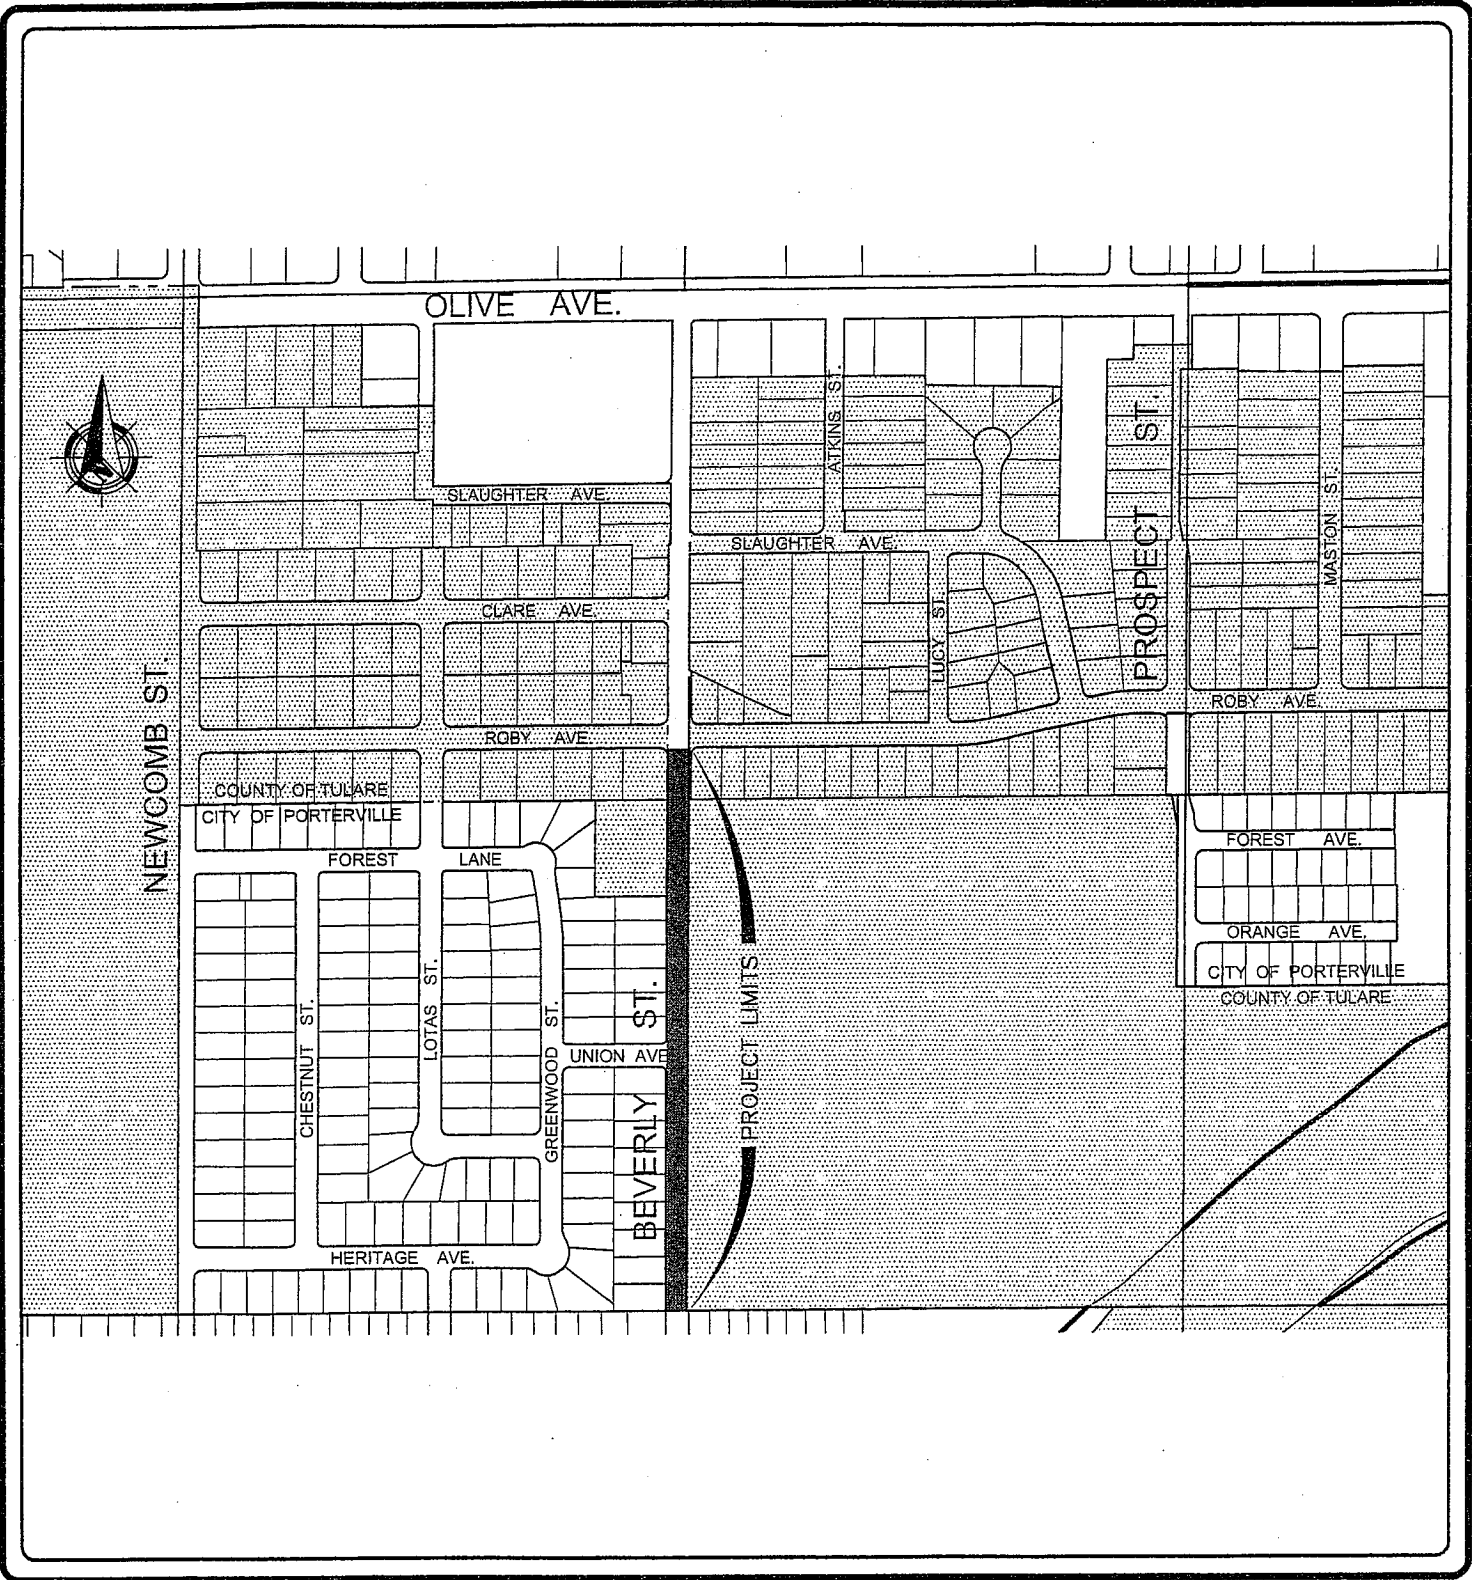 OLIVE AVE.
ATKINS ST.
PROSPECT ST.
MASTON ST.
SLAUGHTER AVE.
SLAUGHTER AVE.
CLARE AVE.
LUCY ST
NEWCOMB ST.
ROBY AVE.
ROBY AVE.
COUNTY OF TULARE
CITY OF PORTERVILLE
FOREST LANE
FOREST AVE.
ORANGE AVE.
CITY OF PORTERVILLE
COUNTY OF TULARE
CHESTNUT ST.
LOTAS ST.
GREENWOOD ST.
UNION AVE
BEVERLY ST.
PROJECT LIMITS
HERITAGE AVE.